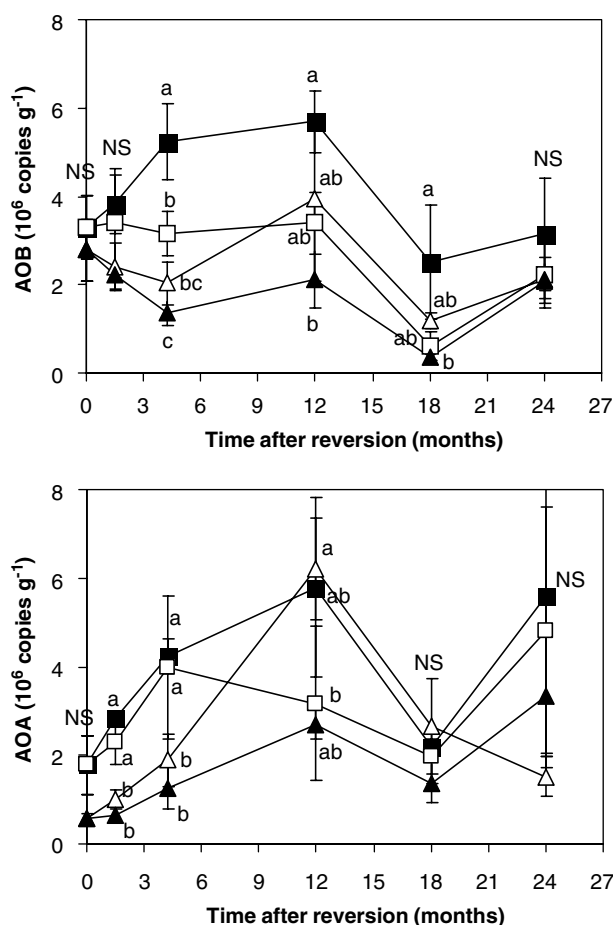 8
6
4
2
0
AOB (10⁶ copies g⁻¹)
NS
NS
a
b
bc
c
a
ab
ab
b
a
ab
ab
b
NS
0 3 6 9 12 15 18 21 24 27
Time after reversion (months)
8
6
4
2
0
AOA (10⁶ copies g⁻¹)
NS
a
a
b
b
a
a
b
b
a
ab
b
ab
NS
NS
0 3 6 9 12 15 18 21 24 27
Time after reversion (months)